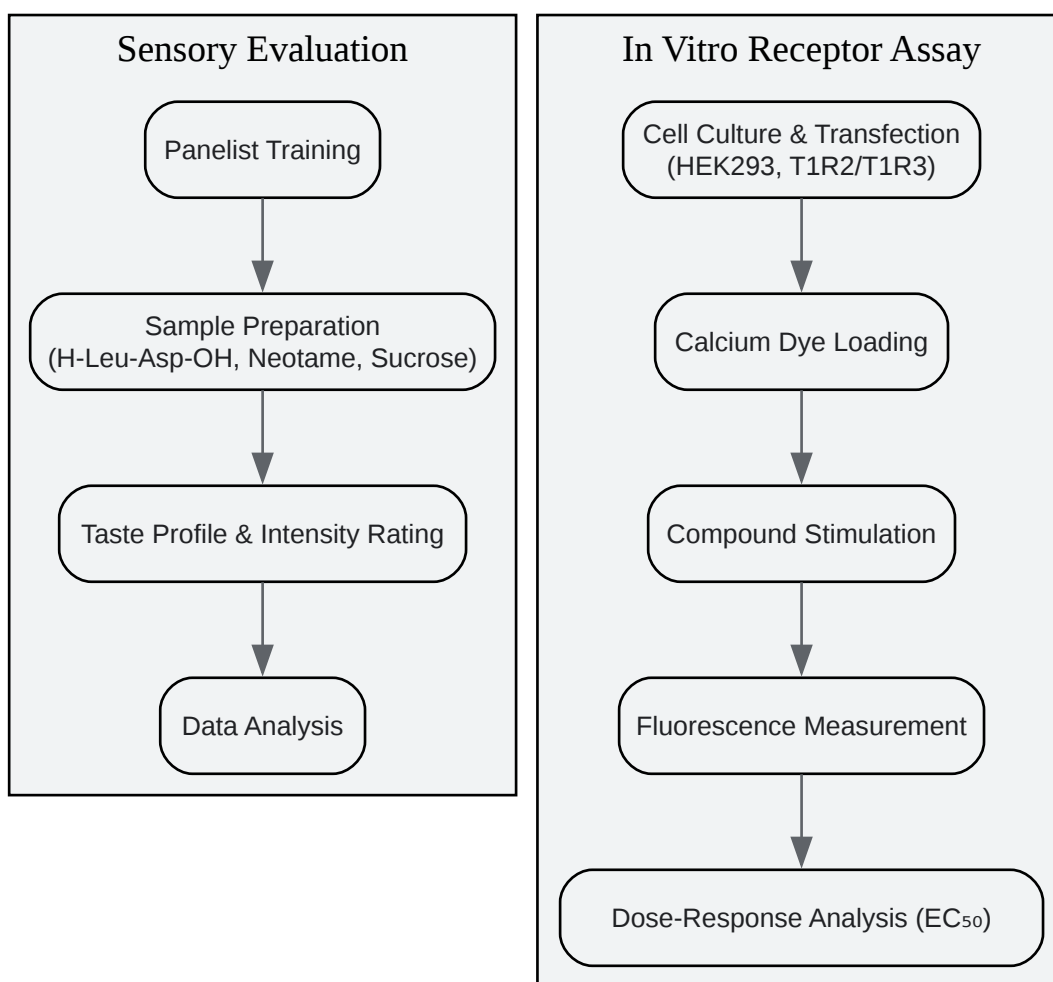 Sensory Evaluation
Panelist Training
Sample Preparation
(H-Leu-Asp-OH, Neotame, Sucrose)
Taste Profile & Intensity Rating
Data Analysis
In Vitro Receptor Assay
Cell Culture & Transfection
(HEK293, T1R2/T1R3)
Calcium Dye Loading
Compound Stimulation
Fluorescence Measurement
Dose-Response Analysis (EC₅₀)